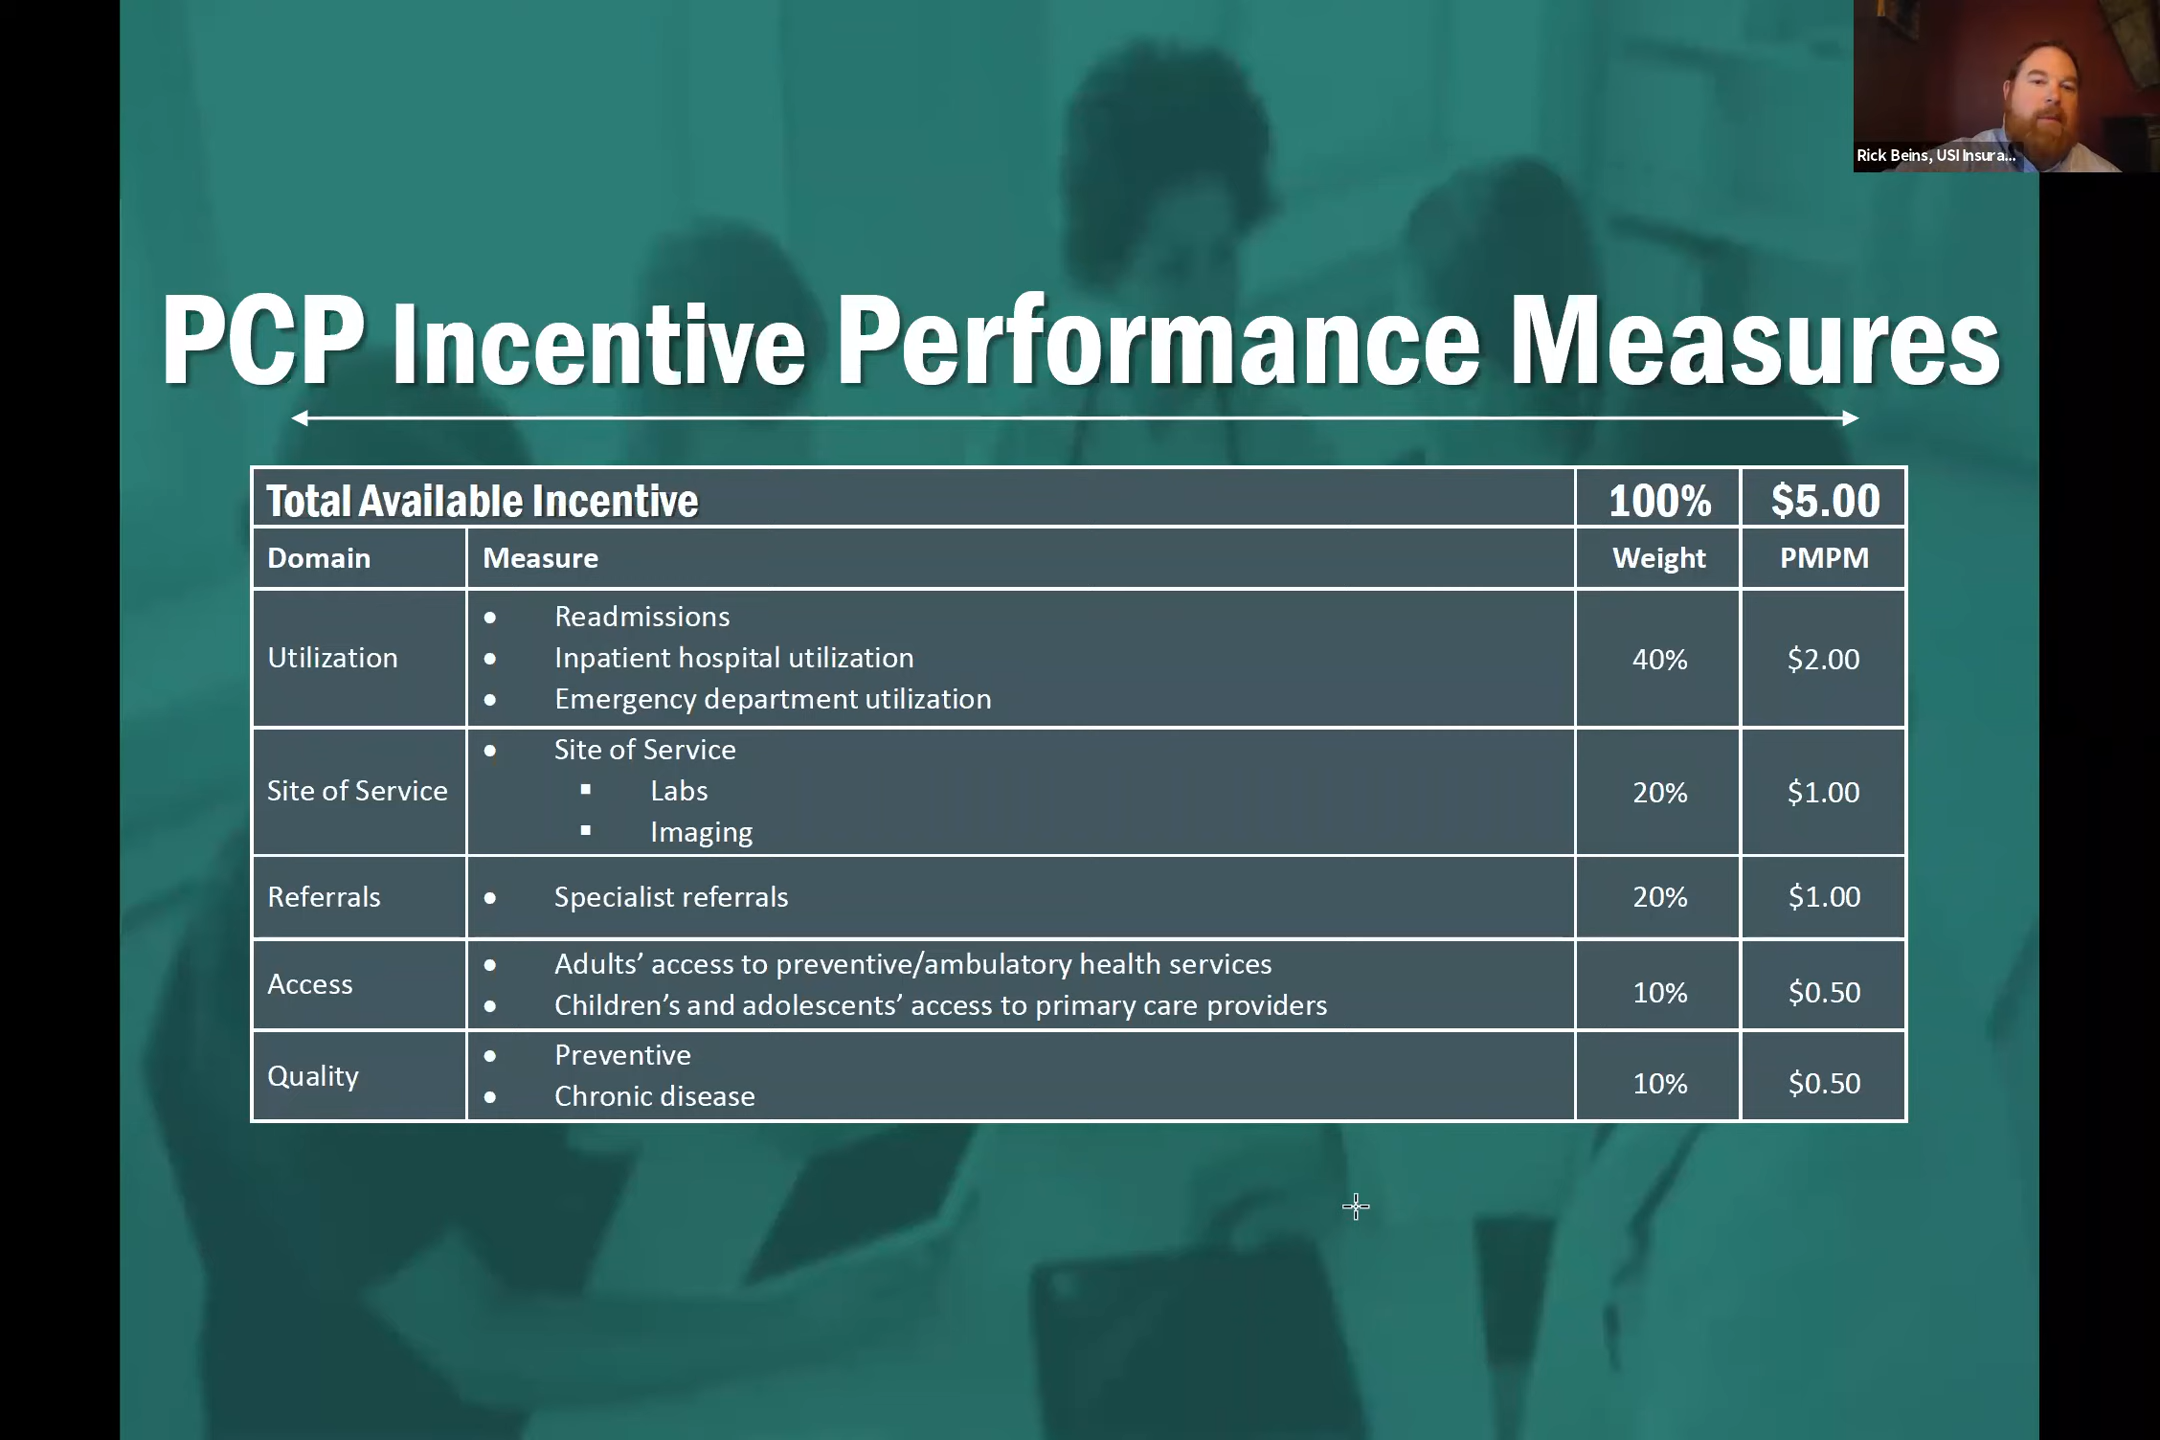 Rick Beins, USI Insura...
PCP Incentive Performance Measures
Total Available Incentive 100% $5.00
Domain Measure Weight PMPM
Utilization
● Readmissions
● Inpatient hospital utilization
● Emergency department utilization
40% $2.00
Site of Service
● Site of Service
▪ Labs
▪ Imaging
20% $1.00
Referrals ● Specialist referrals 20% $1.00
Access
● Adults’ access to preventive/ambulatory health services
● Children’s and adolescents’ access to primary care providers
10% $0.50
Quality
● Preventive
● Chronic disease
10% $0.50